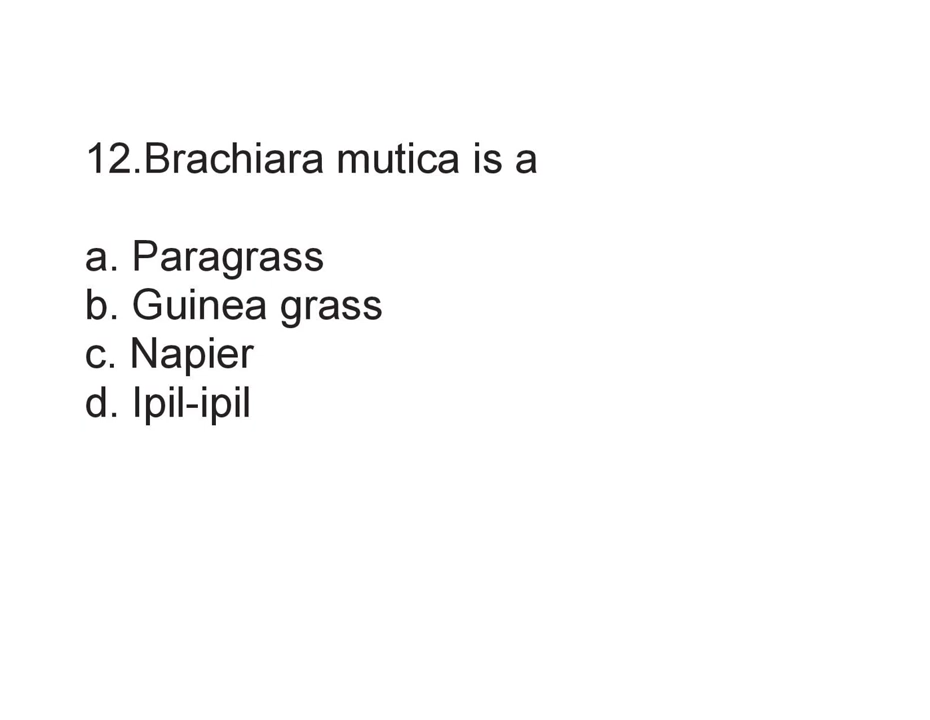 12.Brachiara mutica is a
a. Paragrass
b. Guinea grass
c. Napier
d. Ipil-ipil